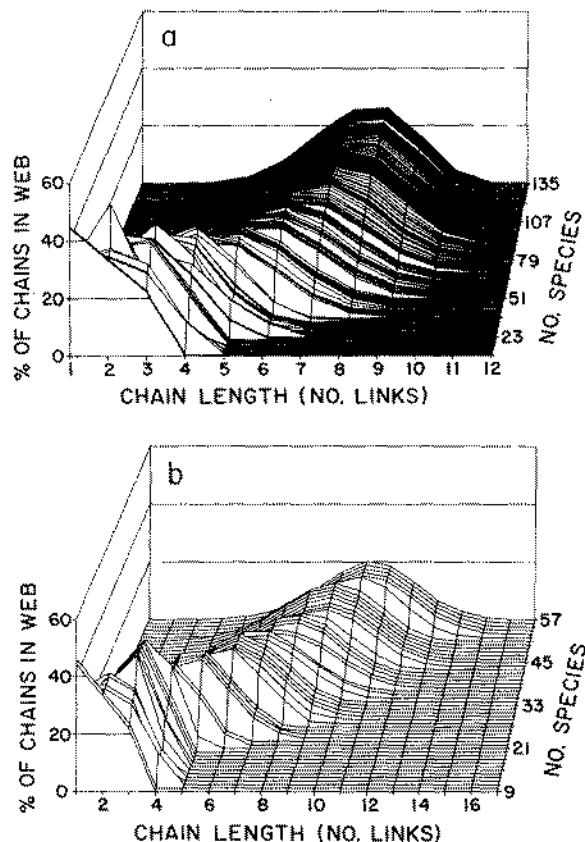 a
% OF CHAINS IN WEB
60
40
20
0
1 2 3 4 5 6 7 8 9 10 11 12
CHAIN LENGTH (NO. LINKS)
135
107
79
51
23
NO. SPECIES
b
% OF CHAINS IN WEB
60
40
20
0
2 4 6 8 10 12 14 16
CHAIN LENGTH (NO. LINKS)
57
45
33
21
9
NO. SPECIES